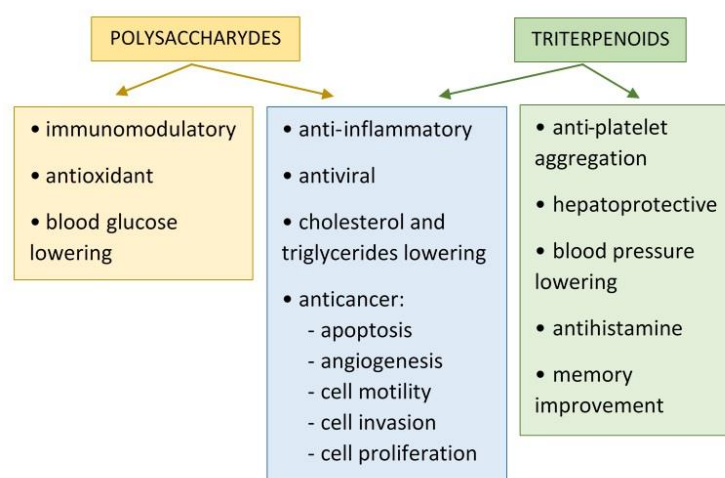 POLYSACCHARYDES
TRITERPENOIDS
• immunomodulatory
• antioxidant
• blood glucose
lowering
• anti-inflammatory
• antiviral
• cholesterol and
triglycerides lowering
• anticancer:
- apoptosis
- angiogenesis
- cell motility
- cell invasion
- cell proliferation
• anti-platelet
aggregation
• hepatoprotective
• blood pressure
lowering
• antihistamine
• memory
improvement